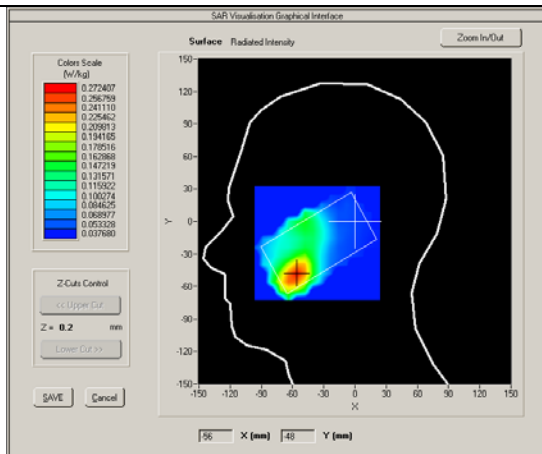 SAR Visualisation Graphical Interface
Surface Radiated Intensity
Zoom In/Out
Colors Scale
(W/kg)
0.272407
0.256759
0.241110
0.225462
0.209813
0.194165
0.178516
0.162868
0.147219
0.131571
0.115922
0.100274
0.084625
0.068977
0.053328
0.037680
Z-Cuts Control
<< Upper Cut
Z = 0.2 mm
Lower Cut >>
SAVE Cancel
150
120
90
60
30
0
-30
-60
-90
-120
-150
Y
-150 -120 -90 -60 -30 0 30 60 90 120 150
X
-56 X (mm) -48 Y (mm)